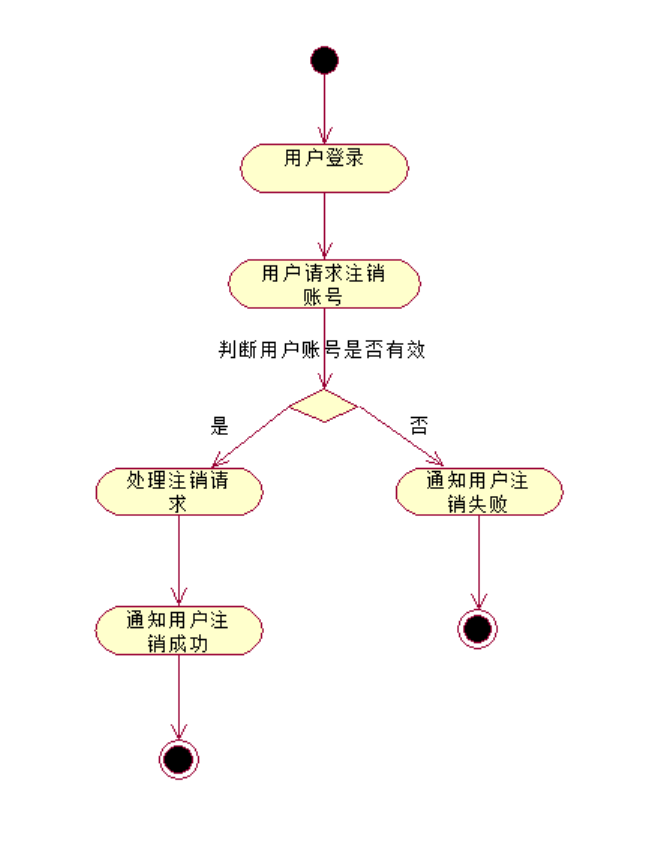 用户登录
用户请求注销
账号
判断用户账号是否有效
是
否
处理注销请
求
通知用户注
销失败
通知用户注
销成功